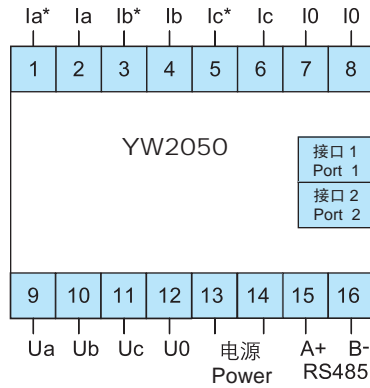 Ia* Ia Ib* Ib Ic* Ic I0 I0
1 2 3 4 5 6 7 8
YW2050
接口 1
Port 1
接口 2
Port 2
9 10 11 12 13 14 15 16
Ua Ub Uc U0 电源 A+ B-
Power RS485